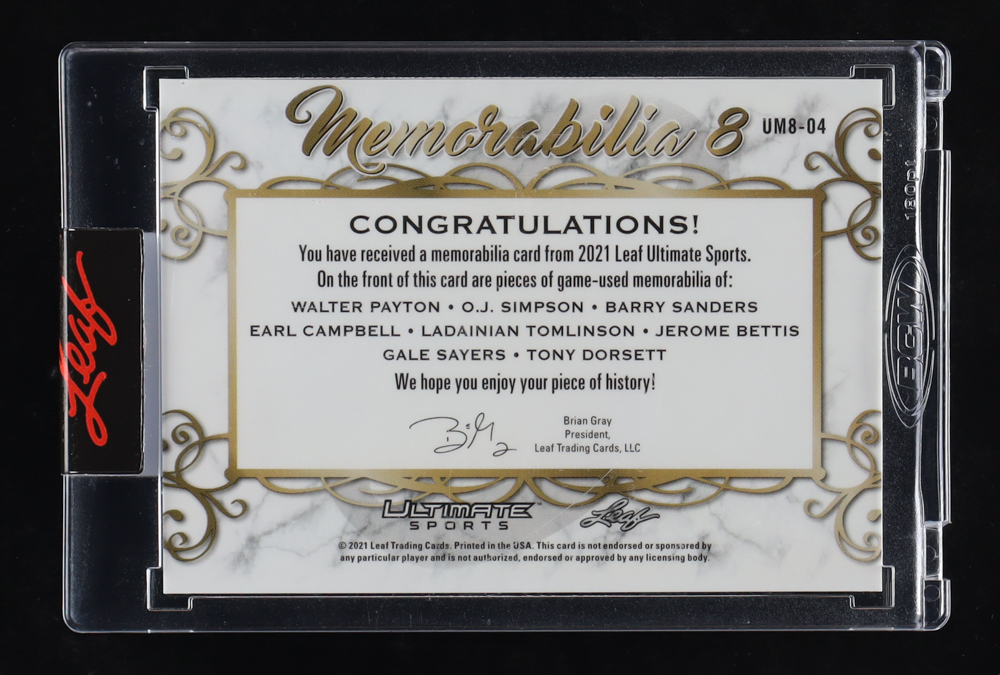 Memorabilia 8
UM8-04
CONGRATULATIONS!
You have received a memorabilia card from 2021 Leaf Ultimate Sports.
On the front of this card are pieces of game-used memorabilia of:
WALTER PAYTON • O.J. SIMPSON • BARRY SANDERS
EARL CAMPBELL • LADAINIAN TOMLINSON • JEROME BETTIS
GALE SAYERS • TONY DORSETT
We hope you enjoy your piece of history!
Brian Gray
President,
Leaf Trading Cards, LLC
ULTIMATE
SPORTS
Leaf
© 2021 Leaf Trading Cards. Printed in the USA. This card is not endorsed or sponsored by
any particular player and is not authorized, endorsed or approved by any licensing body.
Leaf
180pt
BCW